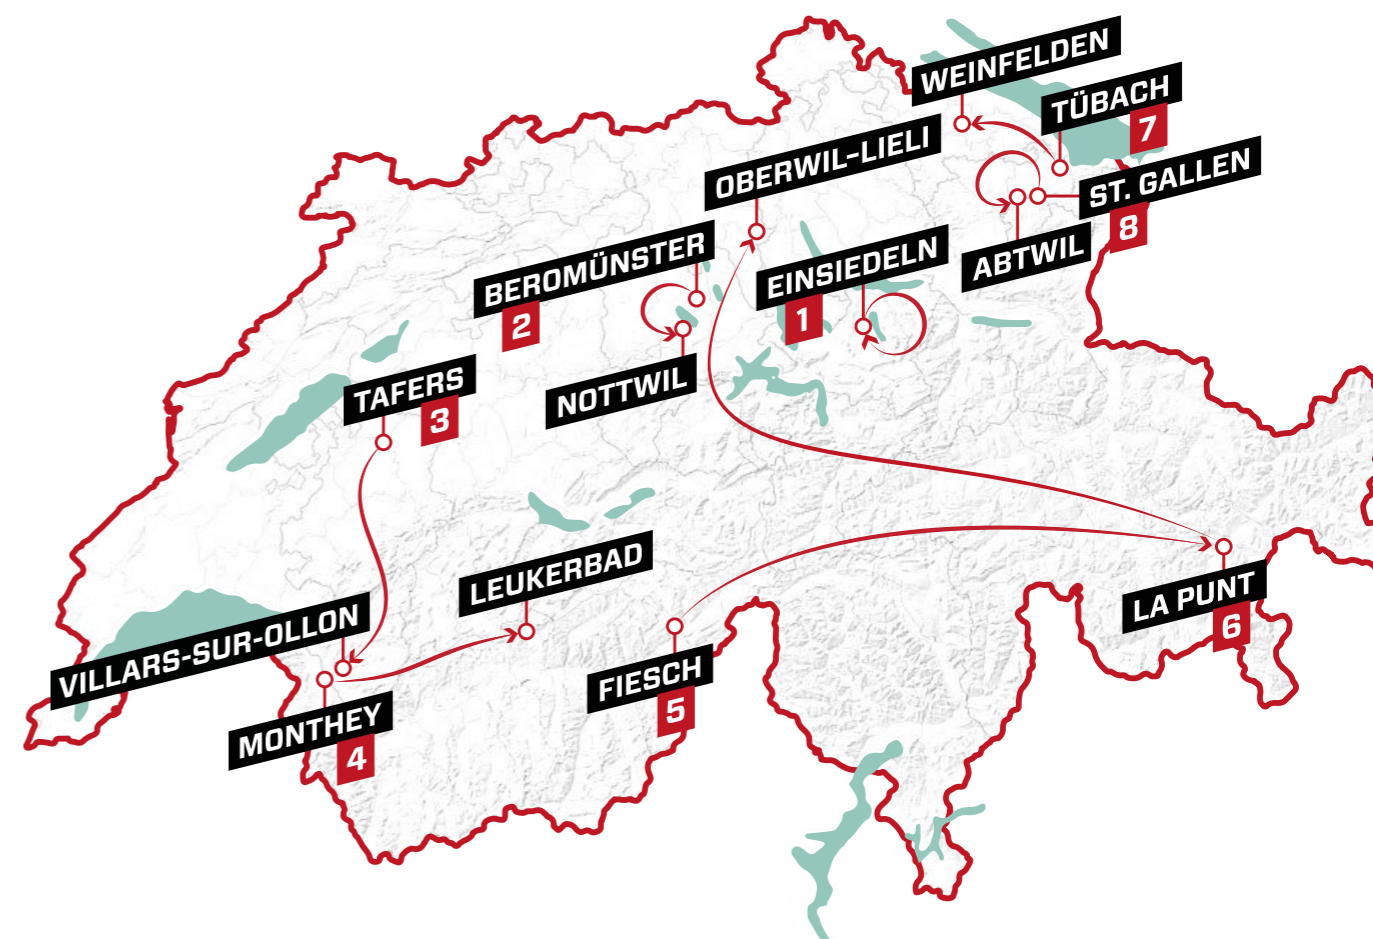 WEINFELDEN
TÜBACH
7
OBERWIL-LIELI
ST. GALLEN
8
ABTWIL
BEROMÜNSTER
2
EINSIEDELN
1
NOTTWIL
TAFERS
3
LEUKERBAD
LA PUNT
6
VILLARS-SUR-OLLON
FIESCH
5
MONTHEY
4